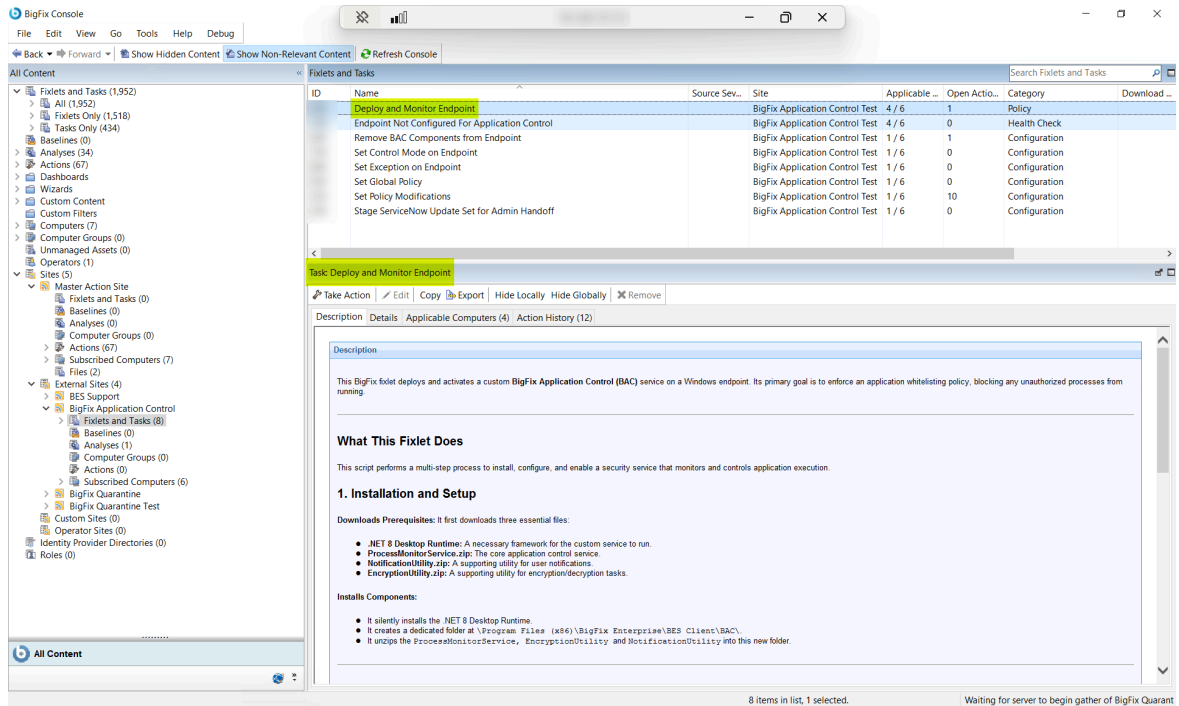 BigFix Console
File Edit View Go Tools Help Debug
Back Forward Show Hidden Content Show Non-Relevant Content Refresh Console
All Content «
Fixlets and Tasks (1,952)
All (1,952)
Fixlets Only (1,518)
Tasks Only (434)
Baselines (0)
Analyses (34)
Actions (67)
Dashboards
Wizards
Custom Content
Custom Filters
Computers (7)
Computer Groups (0)
Unmanaged Assets (0)
Operators (1)
Sites (5)
Master Action Site
Fixlets and Tasks (0)
Baselines (0)
Analyses (0)
Computer Groups (0)
Actions (67)
Subscribed Computers (7)
Files (2)
External Sites (4)
BES Support
BigFix Application Control
Fixlets and Tasks (8)
Baselines (0)
Analyses (1)
Computer Groups (0)
Actions (0)
Subscribed Computers (6)
BigFix Quarantine
BigFix Quarantine Test
Custom Sites (0)
Operator Sites (0)
Identity Provider Directories (0)
Roles (0)
All Content
Fixlets and Tasks Search Fixlets and Tasks
ID Name Source Sev... Site Applicable ... Open Actio... Category Download ...
Deploy and Monitor Endpoint BigFix Application Control Test 4 / 6 1 Policy
Endpoint Not Configured For Application Control BigFix Application Control Test 4 / 6 0 Health Check
Remove BAC Components from Endpoint BigFix Application Control Test 1 / 6 1 Configuration
Set Control Mode on Endpoint BigFix Application Control Test 1 / 6 0 Configuration
Set Exception on Endpoint BigFix Application Control Test 1 / 6 0 Configuration
Set Global Policy BigFix Application Control Test 1 / 6 0 Configuration
Set Policy Modifications BigFix Application Control Test 1 / 6 10 Configuration
Stage ServiceNow Update Set for Admin Handoff BigFix Application Control Test 1 / 6 0 Configuration
Task: Deploy and Monitor Endpoint
Take Action Edit Copy Export Hide Locally Hide Globally Remove
Description Details Applicable Computers (4) Action History (12)
Description
This BigFix fixlet deploys and activates a custom BigFix Application Control (BAC) service on a Windows endpoint. Its primary goal is to enforce an application whitelisting policy, blocking any unauthorized processes from
running.
What This Fixlet Does
This script performs a multi-step process to install, configure, and enable a security service that monitors and controls application execution.
1. Installation and Setup
Downloads Prerequisites: It first downloads three essential files:
● .NET 8 Desktop Runtime: A necessary framework for the custom service to run.
● ProcessMonitorService.zip: The core application control service.
● NotificationUtility.zip: A supporting utility for user notifications.
● EncryptionUtility.zip: A supporting utility for encryption/decryption tasks.
Installs Components:
● It silently installs the .NET 8 Desktop Runtime.
● It creates a dedicated folder at \Program Files (x86)\BigFix Enterprise\BES Client\BAC\.
● It unzips the ProcessMonitorService, EncryptionUtility and NotificationUtility into this new folder.
8 items in list, 1 selected. Waiting for server to begin gather of BigFix Quarant